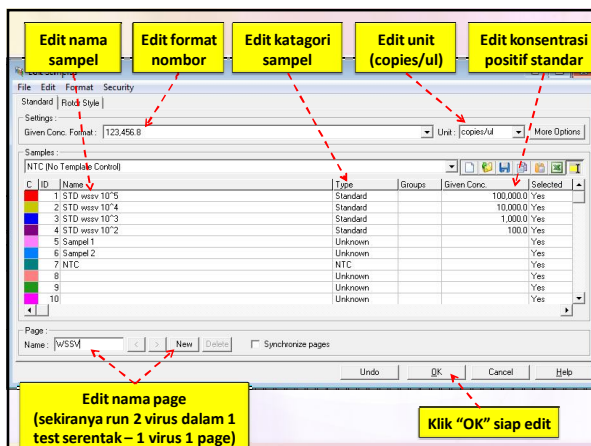 Edit nama
sampel
Edit format
nombor
Edit katagori
sampel
Edit unit
(copies/ul)
Edit konsentrasi
positif standar
File Edit Format Security
Standard Rotor Style
Settings:
Given Conc. Format: 123,456.8 Unit: copies/ul More Options
Samples:
NTC (No Template Control)
C ID Name Type Groups Given Conc. Selected
1 STD wssv 10^5 Standard 100,000.0 Yes
2 STD wssv 10^4 Standard 10,000.0 Yes
3 STD wssv 10^3 Standard 1,000.0 Yes
4 STD wssv 10^2 Standard 100.0 Yes
5 Sampel 1 Unknown Yes
6 Sampel 2 Unknown Yes
7 NTC NTC Yes
8 Unknown Yes
9 Unknown Yes
10 Unknown Yes
Page:
Name: WSSV < > New Delete Synchronize pages
Undo OK Cancel Help
Edit nama page
(sekiranya run 2 virus dalam 1
test serentak – 1 virus 1 page)
Klik “OK” siap edit